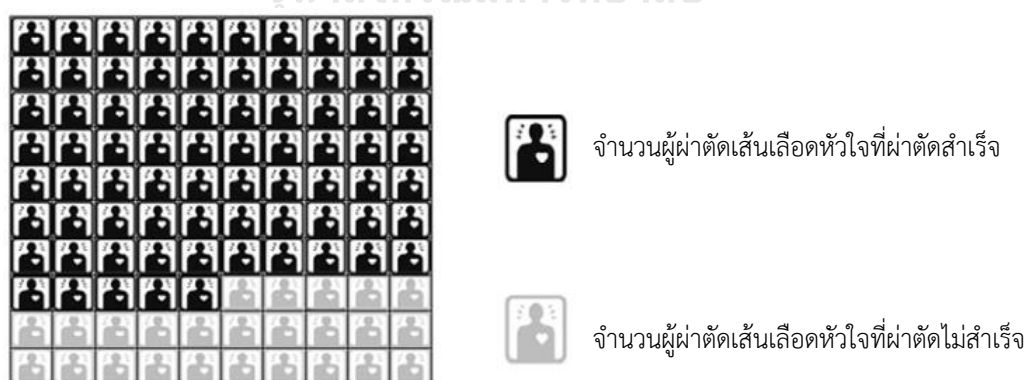 จำนวนผู้ผ่าตัดเส้นเลือดหัวใจที่ผ่าตัดสำเร็จ
จำนวนผู้ผ่าตัดเส้นเลือดหัวใจที่ผ่าตัดไม่สำเร็จ